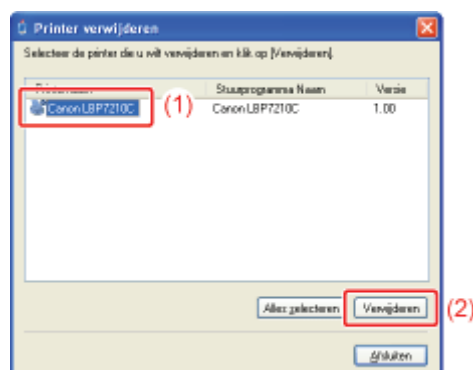 Printer verwijderen
Selecteer de printer die u wilt verwijderen en klik op [Verwijderen].
Printernaam Stuurprogramma Naam Versie
Canon LBP7210C (1) Canon LBP7210C 1.00
Alles selecteren Verwijderen (2)
Afsluiten